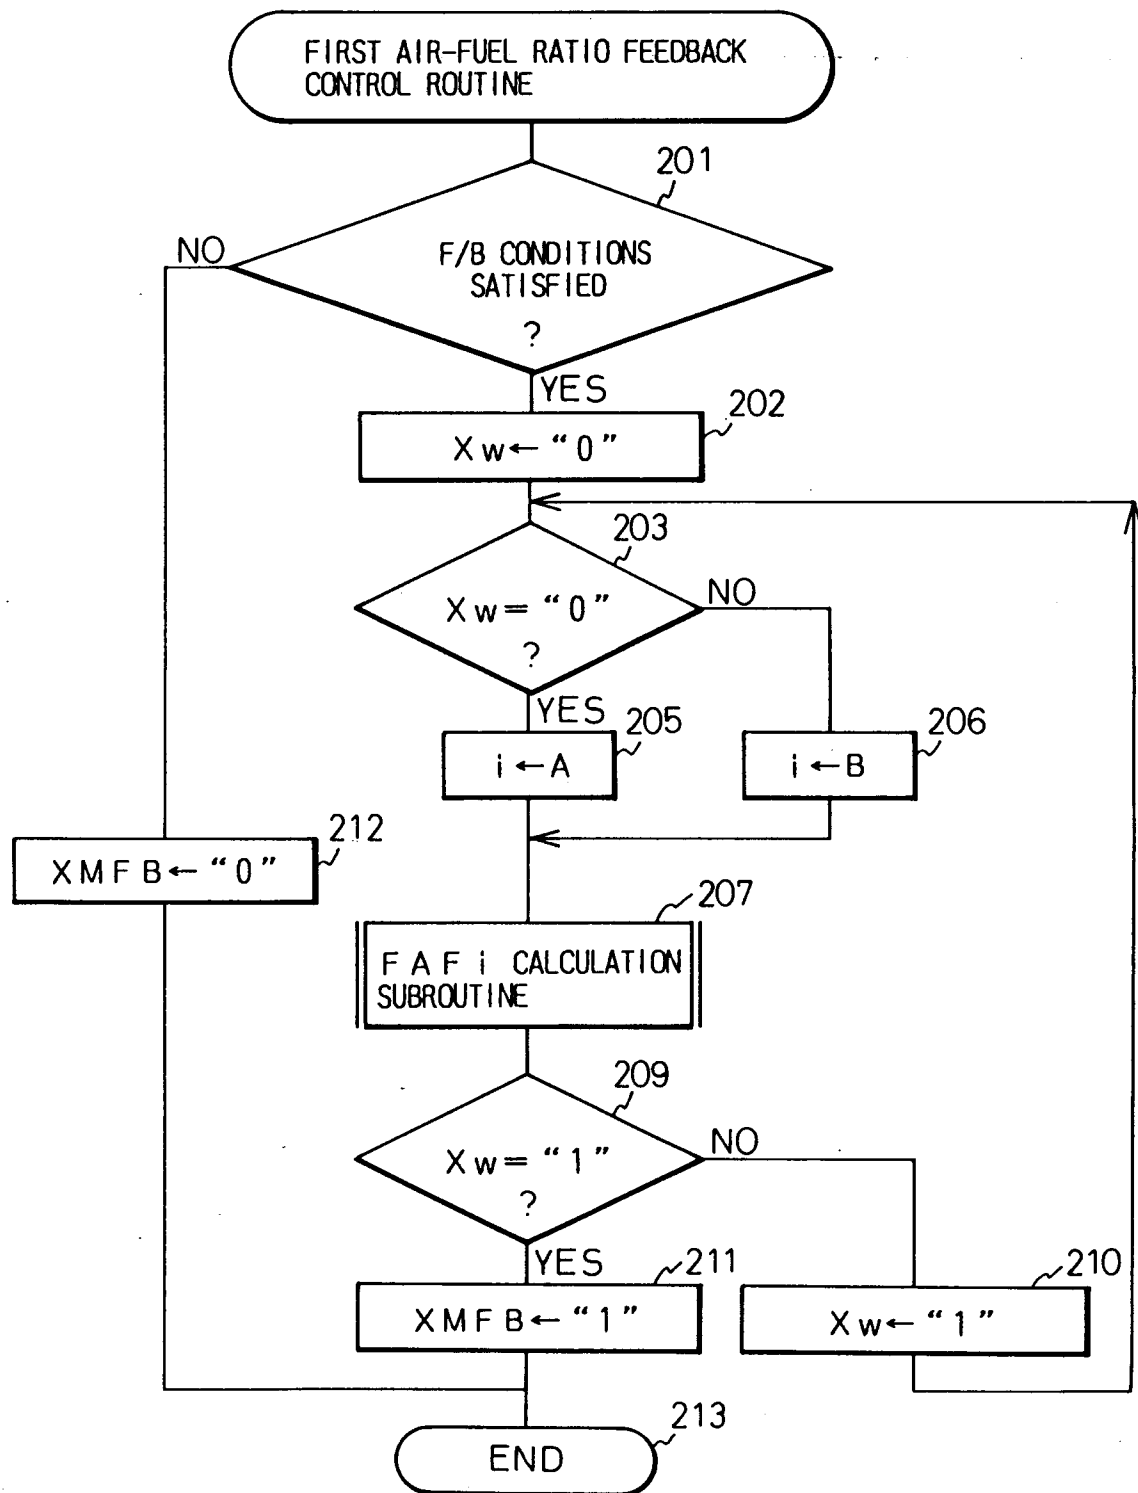 FIRST AIR-FUEL RATIO FEEDBACK
CONTROL ROUTINE
201
NO
F/B CONDITIONS
SATISFIED
?
YES
202
Xw← “0”
203
Xw= “0”
?
NO
YES
205
i←A
206
i←B
212
XMFB← “0”
207
FAFi CALCULATION
SUBROUTINE
209
Xw= “1”
?
NO
YES
211
XMFB← “1”
210
Xw← “1”
213
END